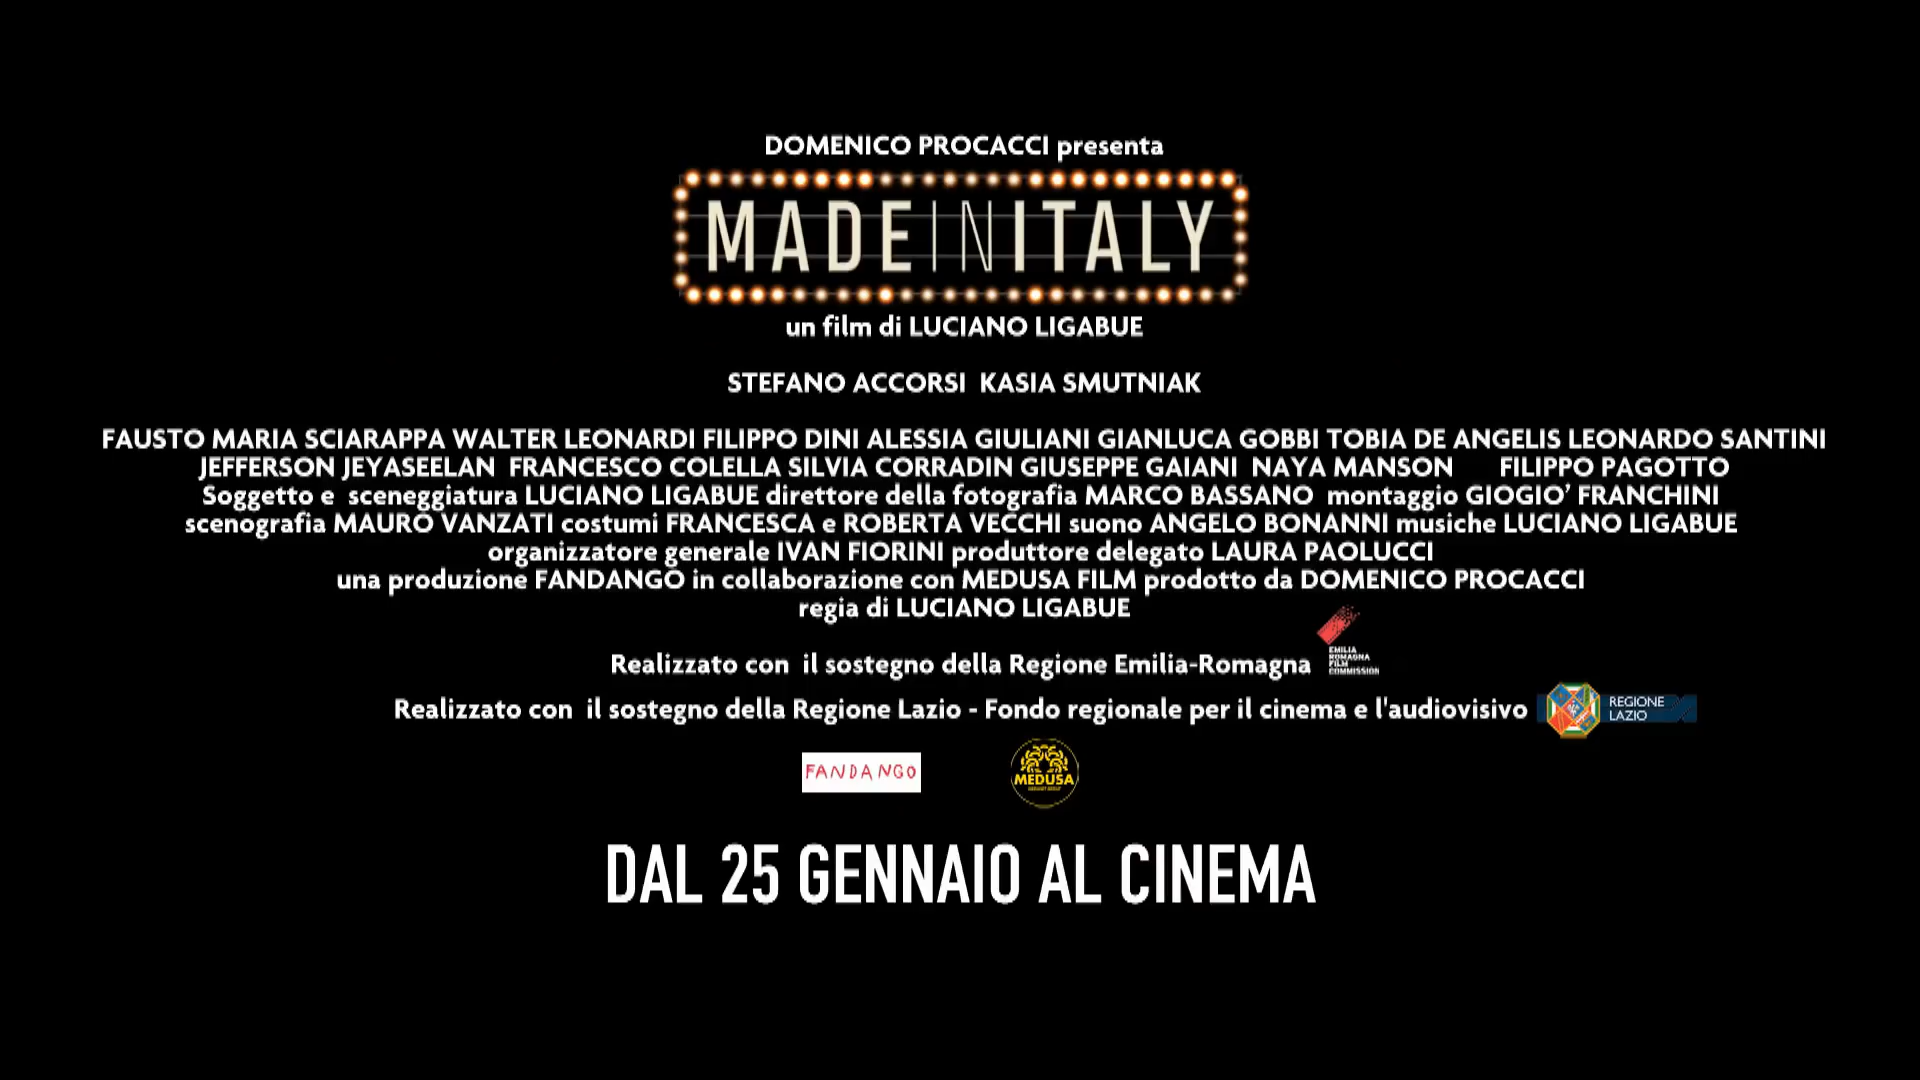 DOMENICO PROCACCI presenta
MADEINITALY
un film di LUCIANO LIGABUE
STEFANO ACCORSI KASIA SMUTNIAK
FAUSTO MARIA SCIARAPPA WALTER LEONARDI FILIPPO DINI ALESSIA GIULIANI GIANLUCA GOBBI TOBIA DE ANGELIS LEONARDO SANTINI
JEFFERSON JEYASEELAN FRANCESCO COLELLA SILVIA CORRADIN GIUSEPPE GAIANI NAYA MANSON FILIPPO PAGOTTO
Soggetto e sceneggiatura LUCIANO LIGABUE direttore della fotografia MARCO BASSANO montaggio GIOGIO’ FRANCHINI
scenografia MAURO VANZATI costumi FRANCESCA e ROBERTA VECCHI suono ANGELO BONANNI musiche LUCIANO LIGABUE
organizzatore generale IVAN FIORINI produttore delegato LAURA PAOLUCCI
una produzione FANDANGO in collaborazione con MEDUSA FILM prodotto da DOMENICO PROCACCI
regia di LUCIANO LIGABUE
Realizzato con il sostegno della Regione Emilia-Romagna
EMILIA
ROMAGNA
FILM
COMMISSION
Realizzato con il sostegno della Regione Lazio - Fondo regionale per il cinema e l'audiovisivo
REGIONE
LAZIO
FANDANGO
MEDUSA
DAL 25 GENNAIO AL CINEMA